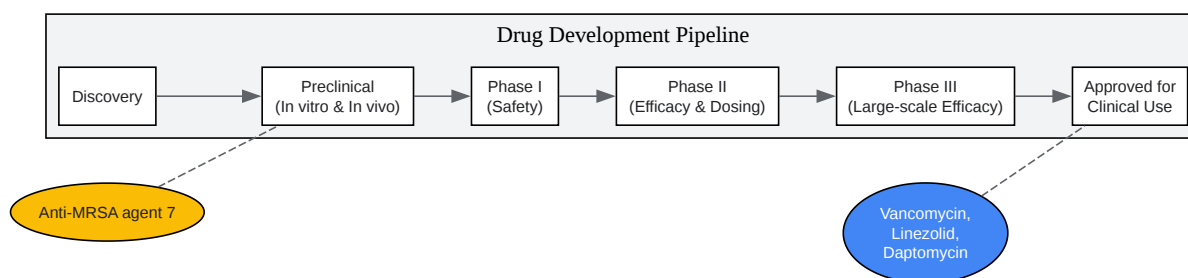 Drug Development Pipeline
Discovery
Preclinical
(In vitro & In vivo)
Phase I
(Safety)
Phase II
(Efficacy & Dosing)
Phase III
(Large-scale Efficacy)
Approved for
Clinical Use
Anti-MRSA agent 7
Vancomycin,
Linezolid,
Daptomycin